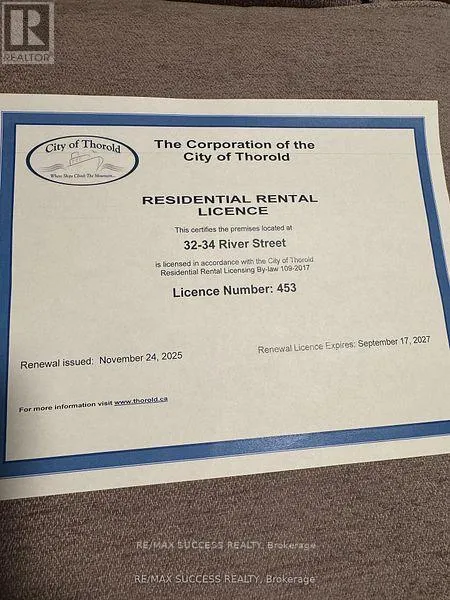 REALTOR®
City of Thorold
Where Ships Climb The Mountain...
The Corporation of the
City of Thorold
RESIDENTIAL RENTAL
LICENCE
This certifies the premises located at
32-34 River Street
is licensed in accordance with the City of Thorold
Residential Rental Licensing By-law 109-2017
Licence Number: 453
Renewal issued: November 24, 2025
Renewal Licence Expires: September 17, 2027
For more information visit www.thorold.ca
RE/MAX SUCCESS REALTY, Brokerage
RE/MAX SUCCESS REALTY, Brokerage